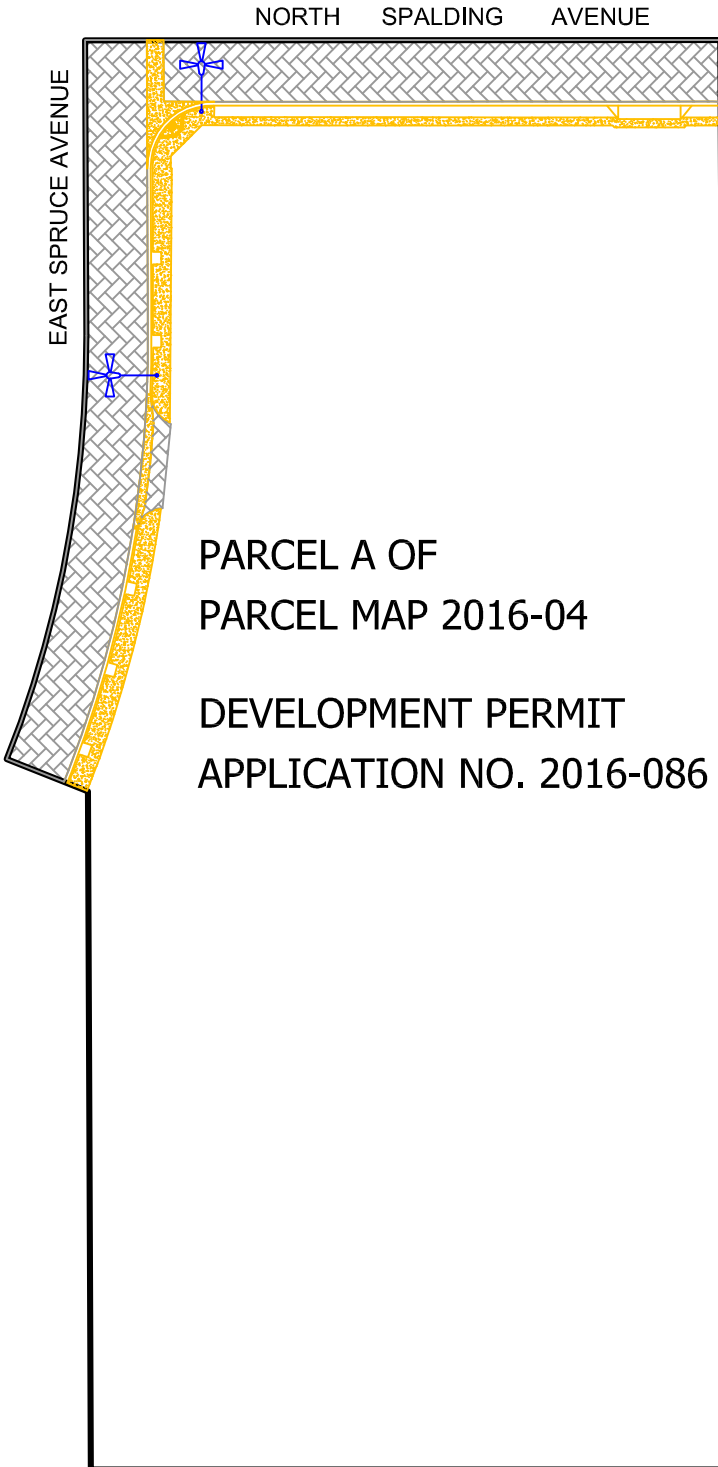 NORTH SPALDING AVENUE
EAST SPRUCE AVENUE
PARCEL A OF
PARCEL MAP 2016-04
DEVELOPMENT PERMIT
APPLICATION NO. 2016-086